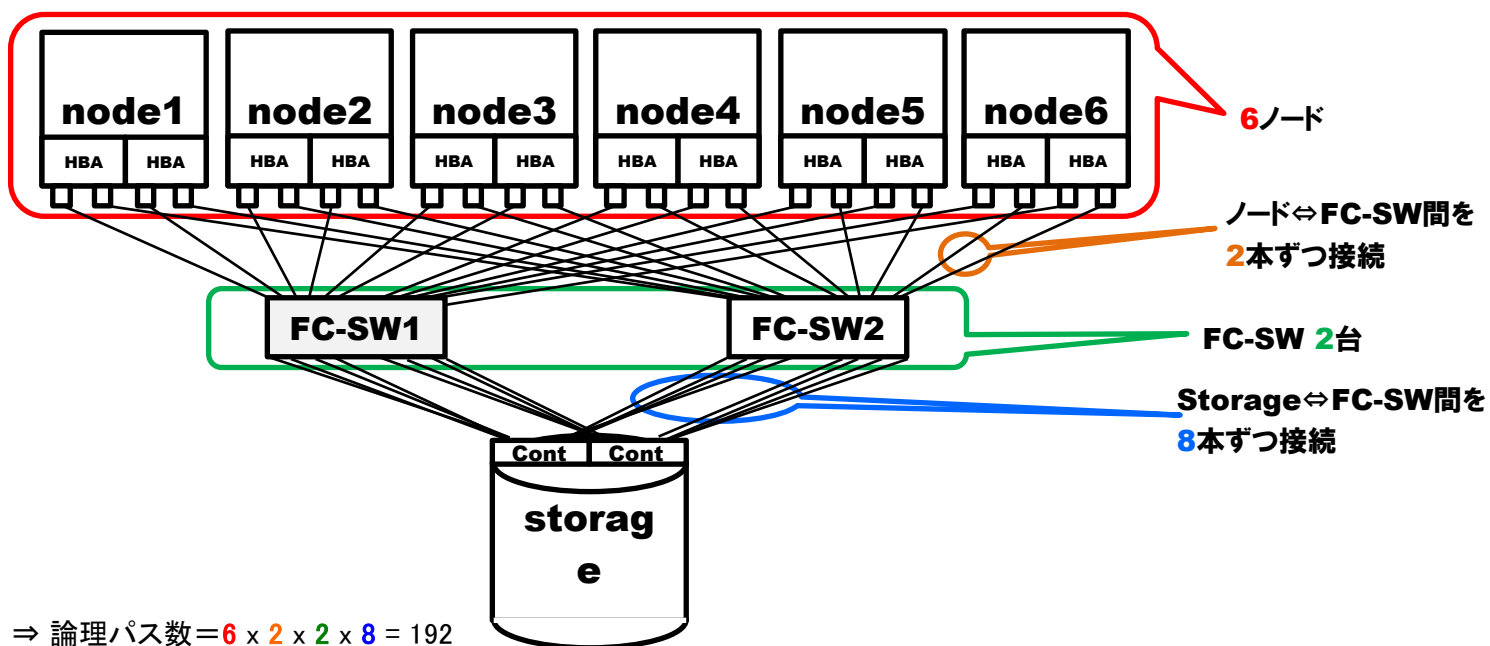 node1 node2 node3 node4 node5 node6
HBA HBA HBA HBA HBA HBA HBA HBA HBA HBA HBA HBA
6ノード
ノード⇔FC-SW間を
2本ずつ接続
FC-SW1 FC-SW2
FC-SW 2台
Storage⇔FC-SW間を
8本ずつ接続
Cont Cont
storag
e
⇒ 論理パス数＝6 x 2 x 2 x 8 = 192